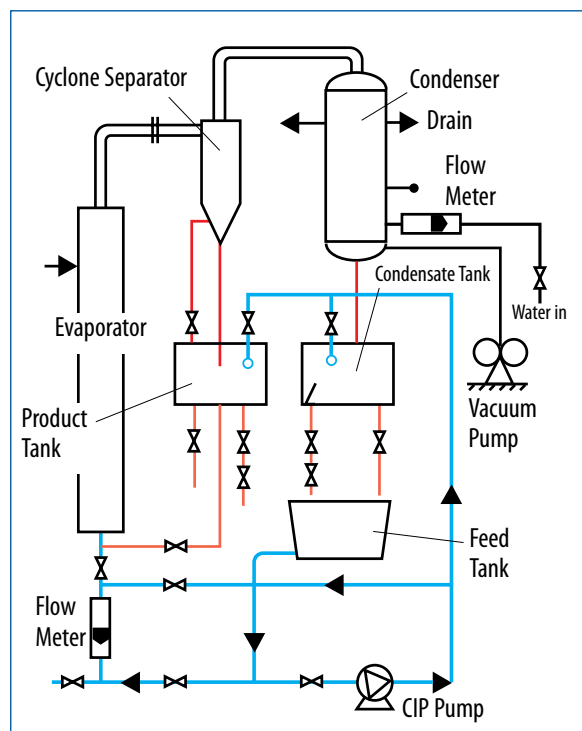 Cyclone Separator
Condenser
Drain
Flow
Meter
Condensate Tank
Water in
Evaporator
Product
Tank
Vacuum
Pump
Feed
Tank
Flow
Meter
CIP Pump